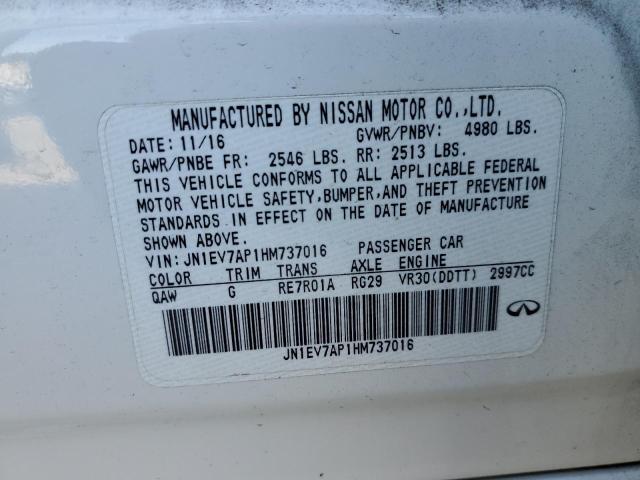 MANUFACTURED BY NISSAN MOTOR CO.,LTD.
DATE: 11/16 GVWR/PNBV: 4980 LBS.
GAWR/PNBE FR: 2546 LBS. RR: 2513 LBS.
THIS VEHICLE CONFORMS TO ALL APPLICABLE FEDERAL
MOTOR VEHICLE SAFETY,BUMPER,AND THEFT PREVENTION
STANDARDS IN EFFECT ON THE DATE OF MANUFACTURE
SHOWN ABOVE.
VIN: JN1EV7AP1HM737016 PASSENGER CAR
COLOR TRIM TRANS AXLE ENGINE
QAW G RE7R01A RG29 VR30(DDTT) 2997CC
JN1EV7AP1HM737016